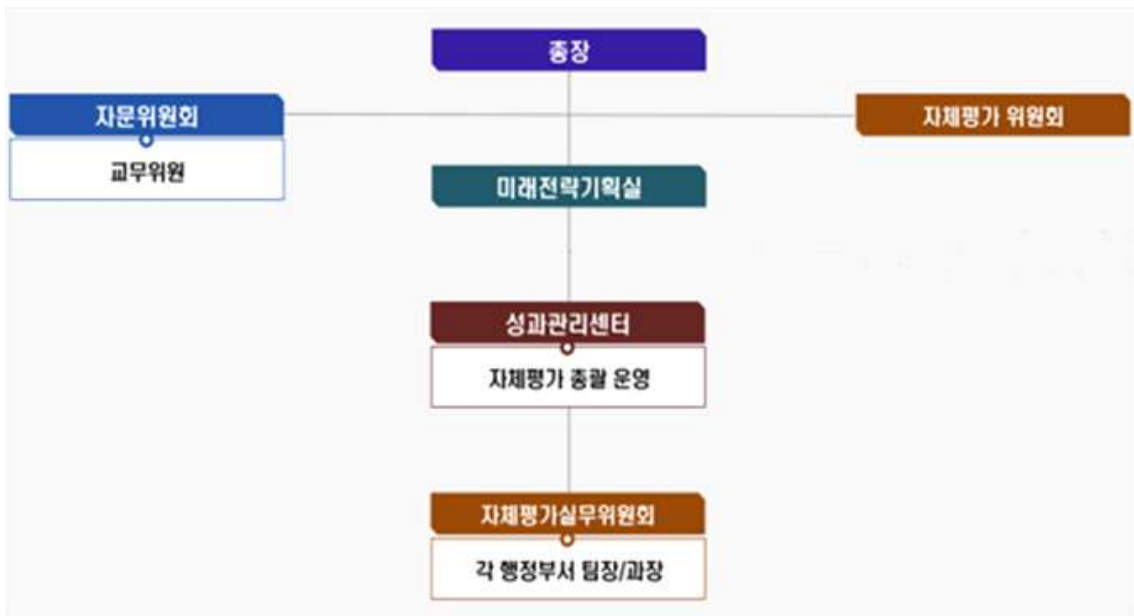 총장
자문위원회
자체평가 위원회
교무위원
미래전략기획실
성과관리센터
자체평가 총괄 운영
자체평가실무위원회
각 행정부서 팀장/과장